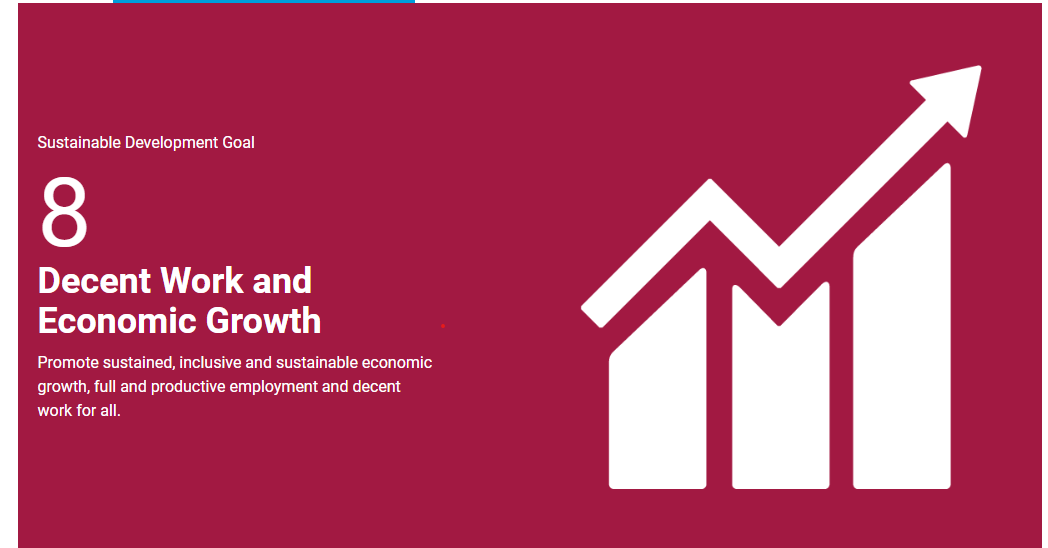 Sustainable Development Goal
8
Decent Work and
Economic Growth
Promote sustained, inclusive and sustainable economic
growth, full and productive employment and decent
work for all.